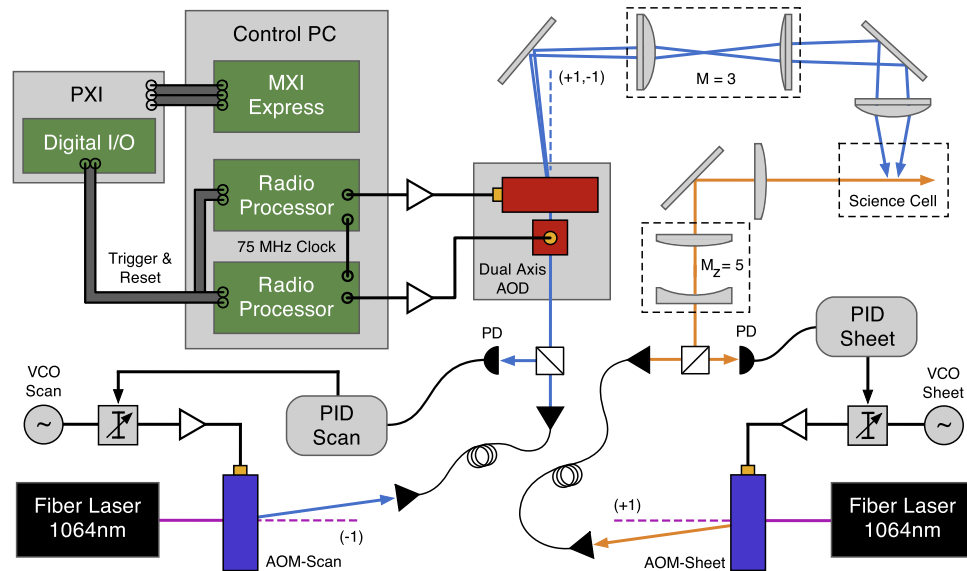 Control PC
PXI
Digital I/O
MXI
Express
Radio
Processor
75 MHz Clock
Radio
Processor
Trigger &
Reset
(+1,-1)
M = 3
Dual Axis
AOD
Science Cell
M_z = 5
PD
PD
PID
Sheet
VCO
Scan
~
PID
Scan
VCO
Sheet
~
Fiber Laser
1064nm
(-1)
AOM-Scan
(+1)
AOM-Sheet
Fiber Laser
1064nm